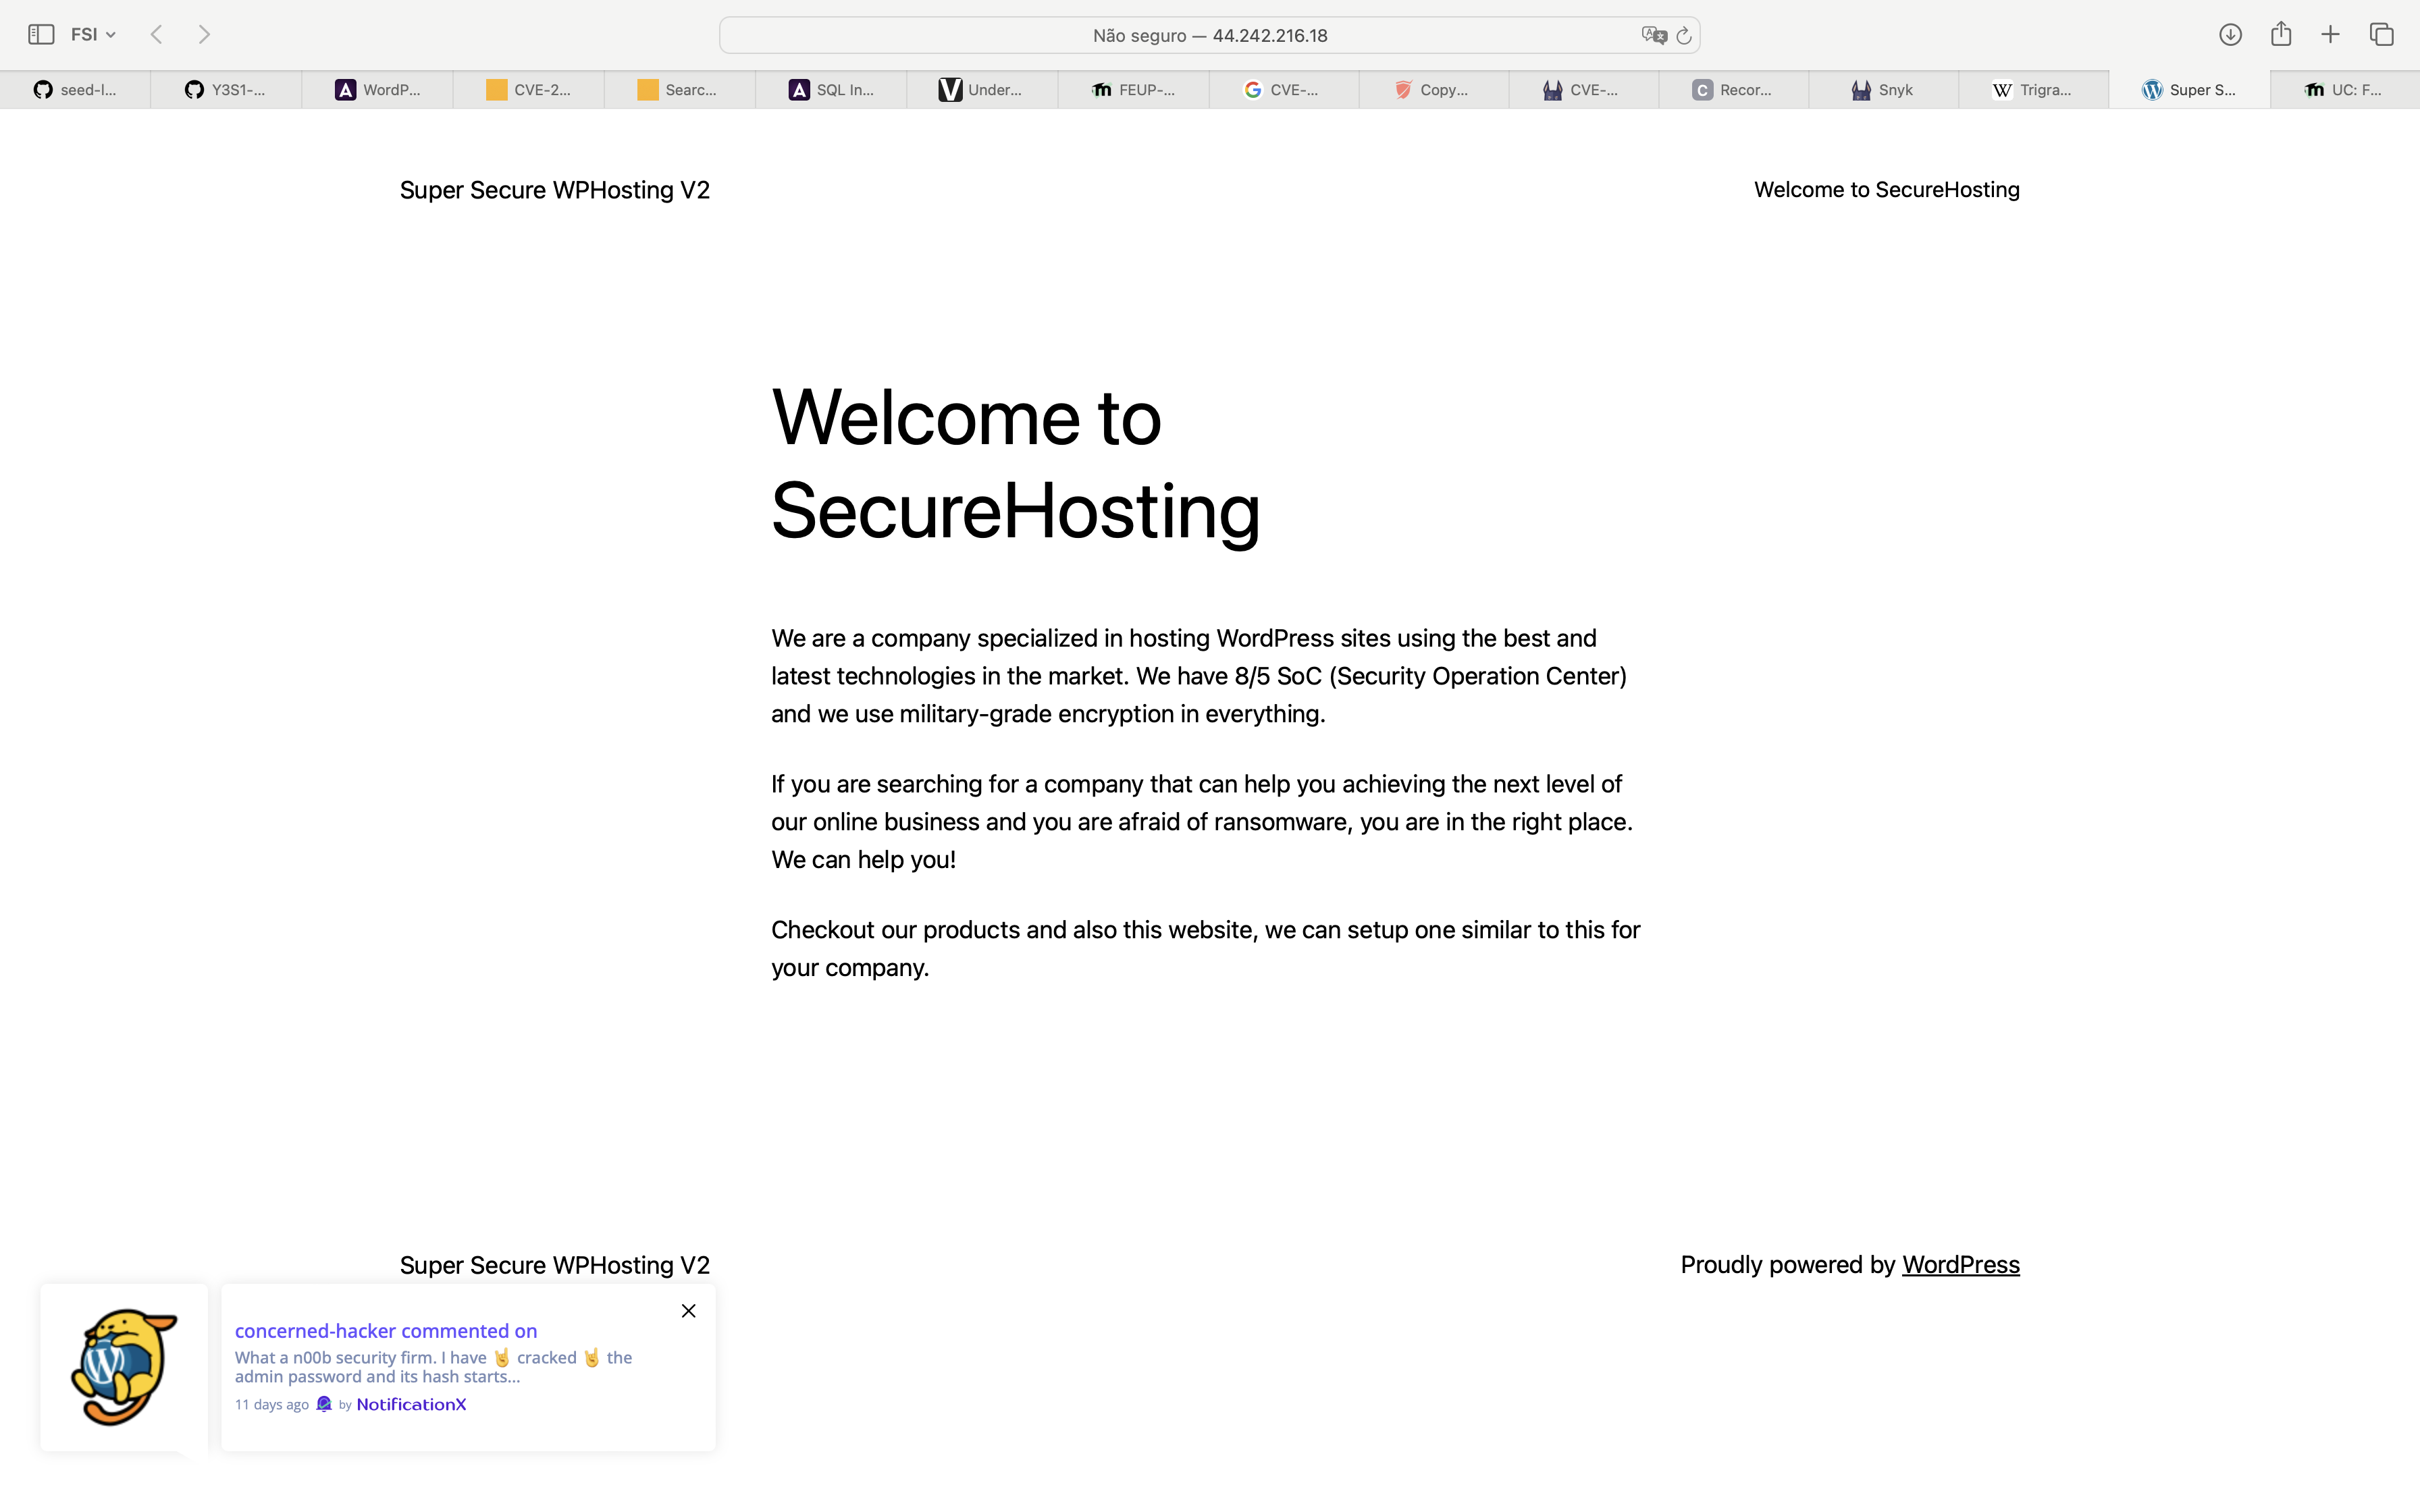 FSI
Não seguro — 44.242.216.18
seed-l...
Y3S1-...
WordP...
CVE-2...
Searc...
SQL In...
Under...
FEUP-...
CVE-...
Copy...
CVE-...
Recor...
Snyk
Trigra...
Super S...
UC: F...
Super Secure WPHosting V2
Welcome to SecureHosting
Welcome to
SecureHosting
We are a company specialized in hosting WordPress sites using the best and
latest technologies in the market. We have 8/5 SoC (Security Operation Center)
and we use military-grade encryption in everything.
If you are searching for a company that can help you achieving the next level of
our online business and you are afraid of ransomware, you are in the right place.
We can help you!
Checkout our products and also this website, we can setup one similar to this for
your company.
Super Secure WPHosting V2
Proudly powered by WordPress
concerned-hacker commented on
What a n00b security firm. I have 🤘 cracked 🤘 the
admin password and its hash starts...
11 days ago by NotificationX